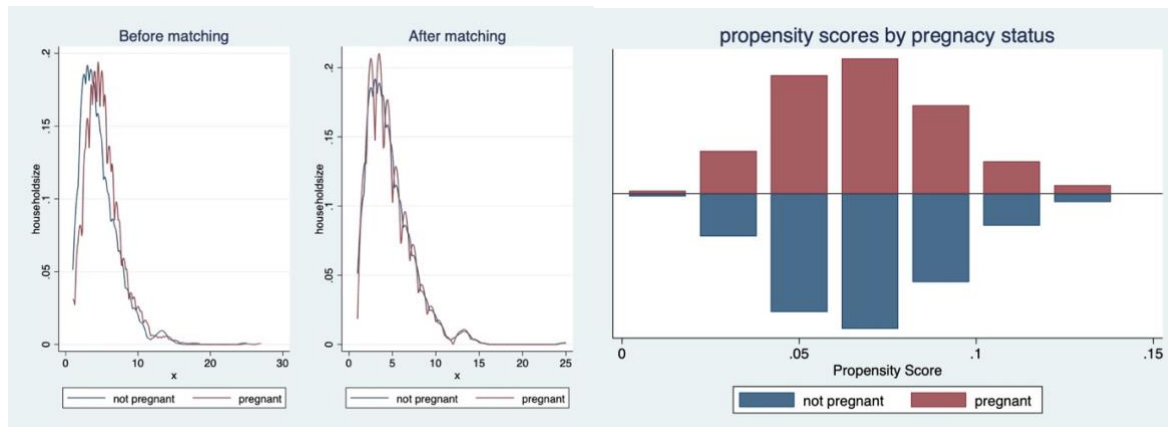 Before matching
.2
.15
.1
.05
0
householdsize
0 10 20 30
x
not pregnant pregnant
After matching
.2
.15
.1
.05
0
householdsize
0 5 10 15 20 25
x
not pregnant pregnant
propensity scores by pregnacy status
0 .05 .1 .15
Propensity Score
not pregnant pregnant